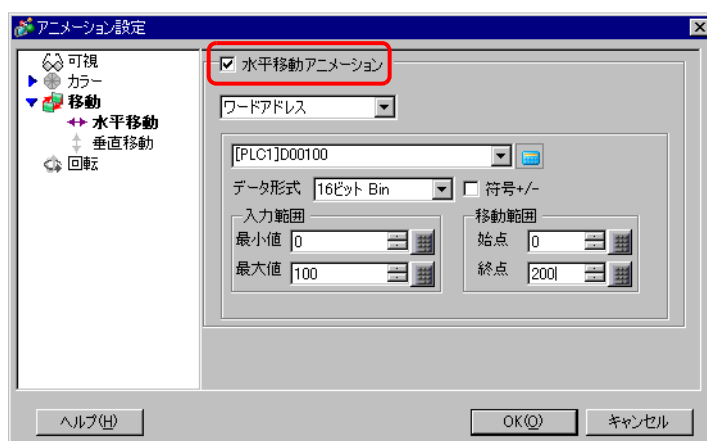 アニメーション設定
可視
カラー
移動
水平移動
垂直移動
回転
水平移動アニメーション
ワードアドレス
[PLC1]D00100
データ形式 16ビット Bin 符号+/-
入力範囲 移動範囲
最小値 0 始点 0
最大値 100 終点 200
ヘルプ(H) OK(O) キャンセル